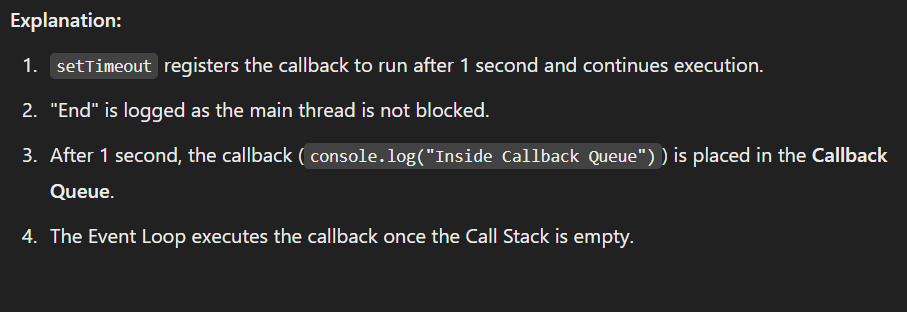 Explanation:
1. setTimeout registers the callback to run after 1 second and continues execution.
2. "End" is logged as the main thread is not blocked.
3. After 1 second, the callback (console.log("Inside Callback Queue")) is placed in the Callback
Queue.
4. The Event Loop executes the callback once the Call Stack is empty.